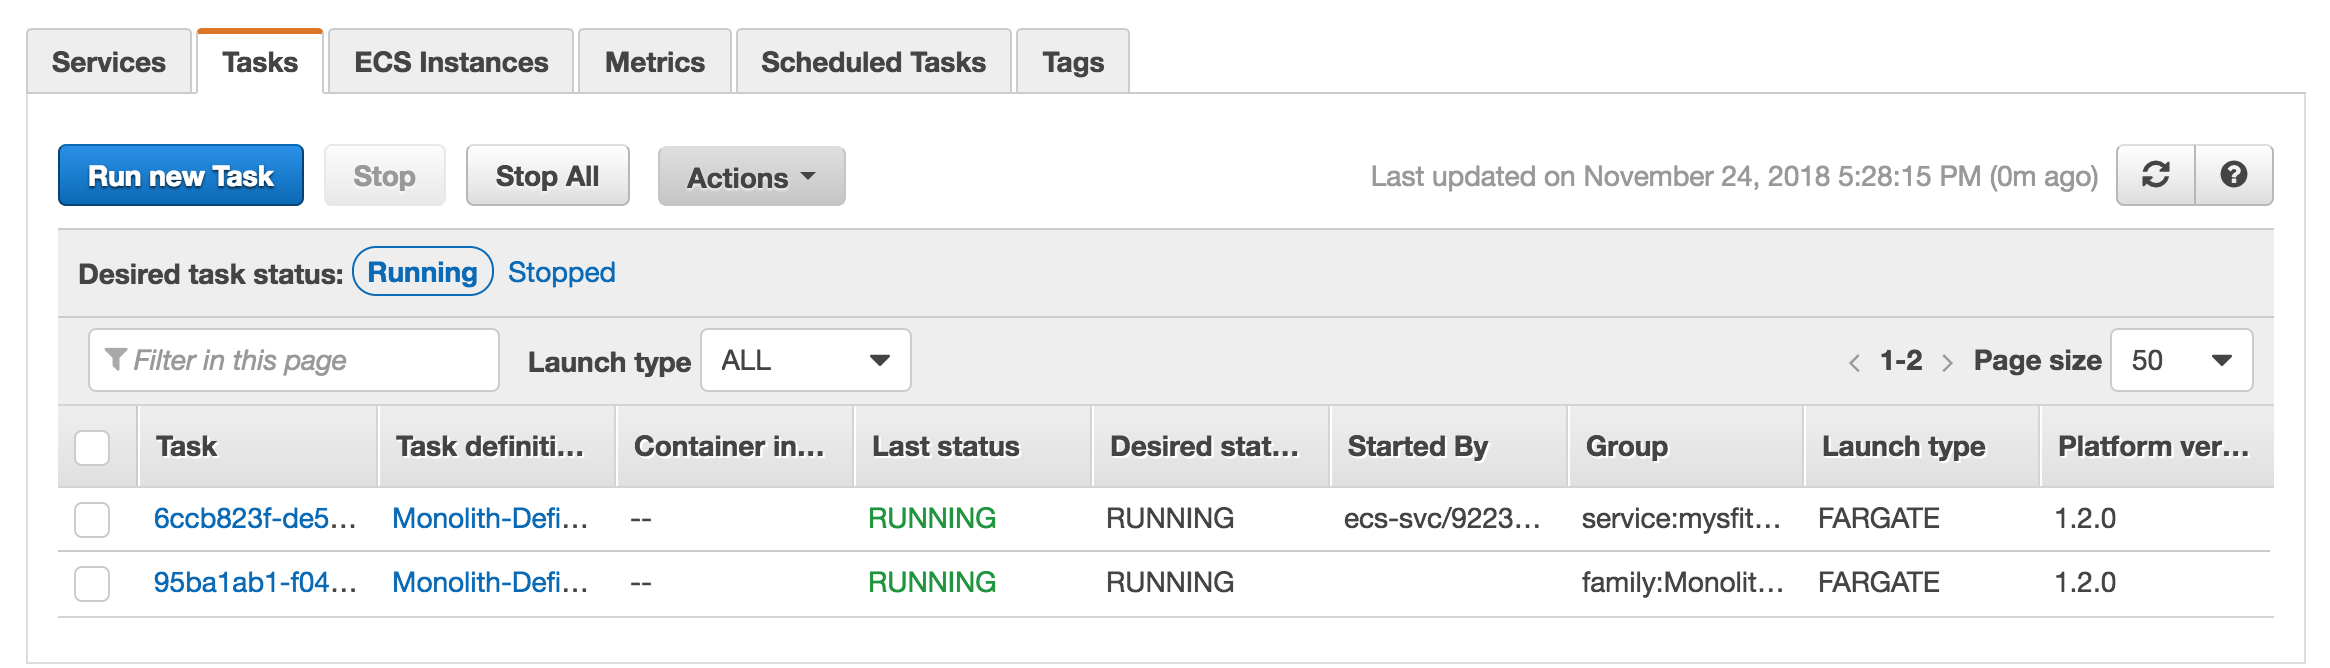 Services Tasks ECS Instances Metrics Scheduled Tasks Tags
Run new Task Stop Stop All Actions Last updated on November 24, 2018 5:28:15 PM (0m ago)
Desired task status: Running Stopped
Filter in this page Launch type ALL < 1-2 > Page size 50
Task Task definiti... Container in... Last status Desired stat... Started By Group Launch type Platform ver...
6ccb823f-de5... Monolith-Defi... -- RUNNING RUNNING ecs-svc/9223... service:mysfit... FARGATE 1.2.0
95ba1ab1-f04... Monolith-Defi... -- RUNNING RUNNING family:Monolit... FARGATE 1.2.0